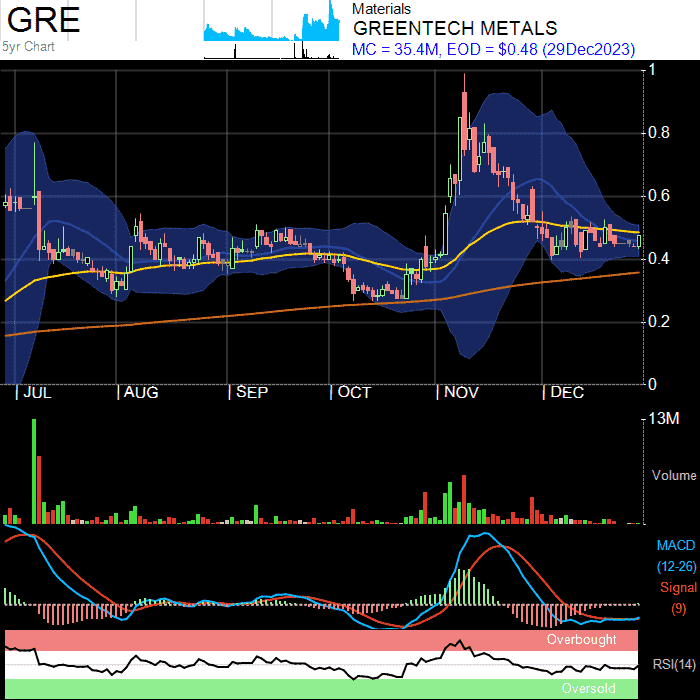 GRE
5yr Chart
Materials
GREENTECH METALS
MC = 35.4M, EOD = $0.48 (29Dec2023)
1
0.8
0.6
0.4
0.2
0
JUL AUG SEP OCT NOV DEC
13M
Volume
MACD
(12-26)
Signal
(9)
Overbought
RSI(14)
Oversold